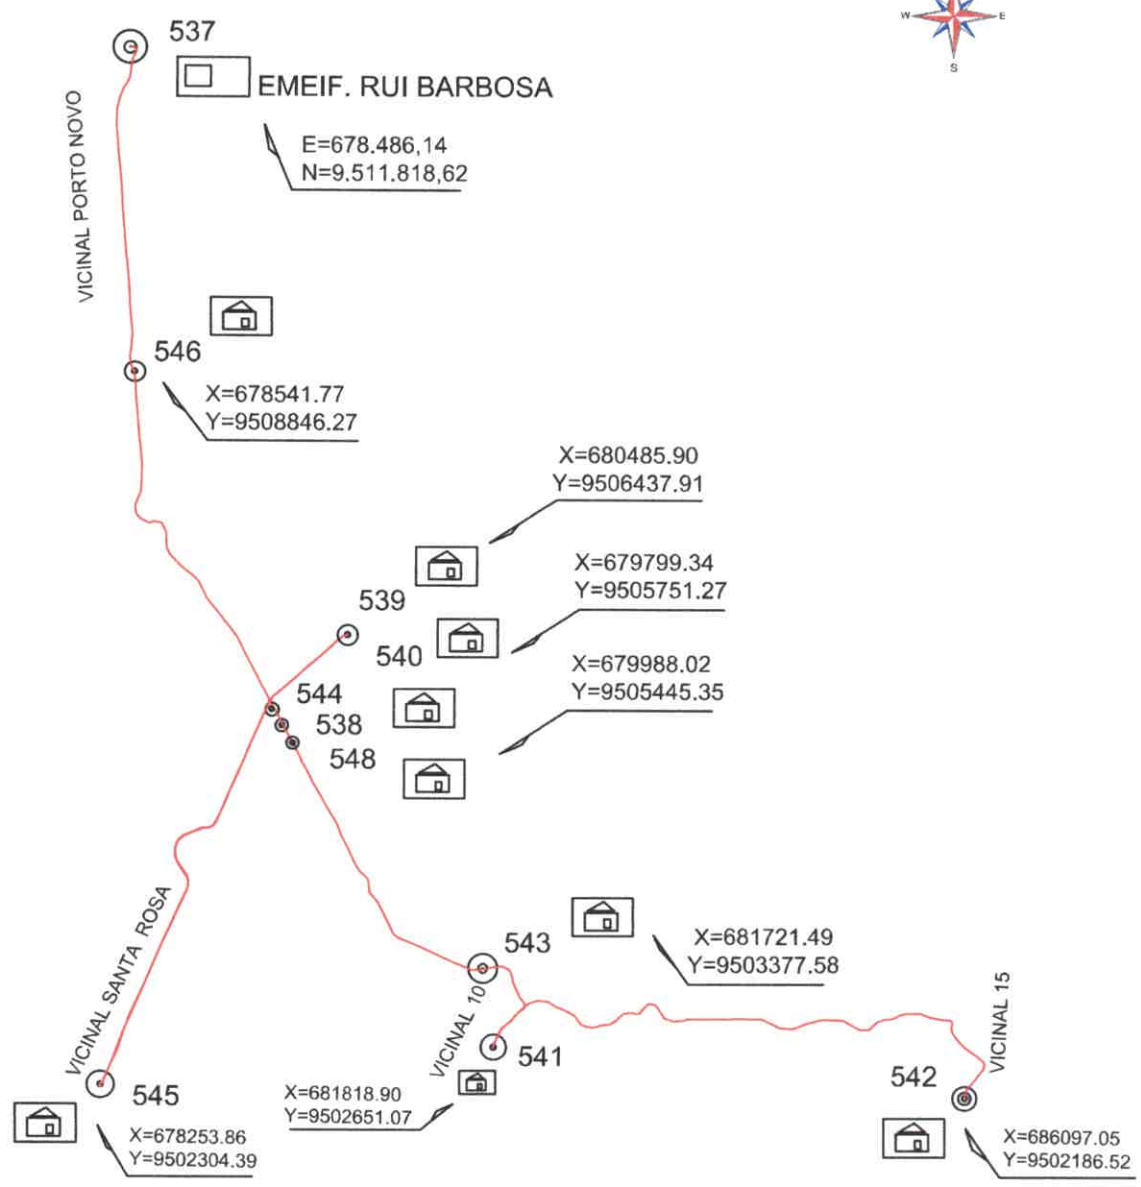 W
E
S
537
EMEIF. RUI BARBOSA
E=678.486,14
N=9.511.818,62
VICINAL PORTO NOVO
546
X=678541.77
Y=9508846.27
X=680485.90
Y=9506437.91
539
X=679799.34
Y=9505751.27
540
X=679988.02
Y=9505445.35
544
538
548
543
X=681721.49
Y=9503377.58
VICINAL SANTA ROSA
VICINAL 10
541
X=681818.90
Y=9502651.07
VICINAL 15
542
X=686097.05
Y=9502186.52
545
X=678253.86
Y=9502304.39